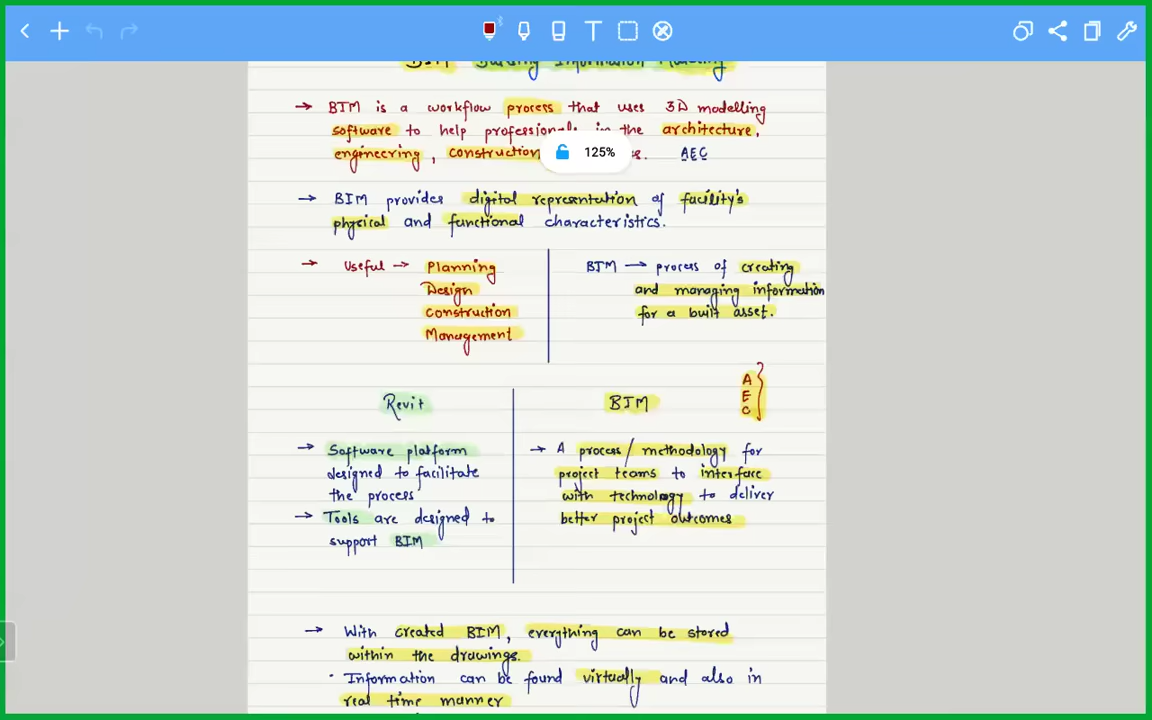 BIM Building Information Modelling
→ BIM is a workflow process that uses 3D modelling
software to help professionals in the architecture,
engineering, construction
AEC
125%
→ BIM provides digital representation of facility's
physical and functional characteristics.
→ Useful → Planning
Design
Construction
Management
BIM → process of creating
and managing information
for a built asset.
A
E
C
Revit
→ Software platform
designed to facilitate
the process
→ Tools are designed to
support BIM
BIM
→ A process/methodology for
project teams to interface
with technology to deliver
better project outcomes
→ With created BIM, everything can be stored
within the drawings.
· Information can be found virtually and also in
real time manner